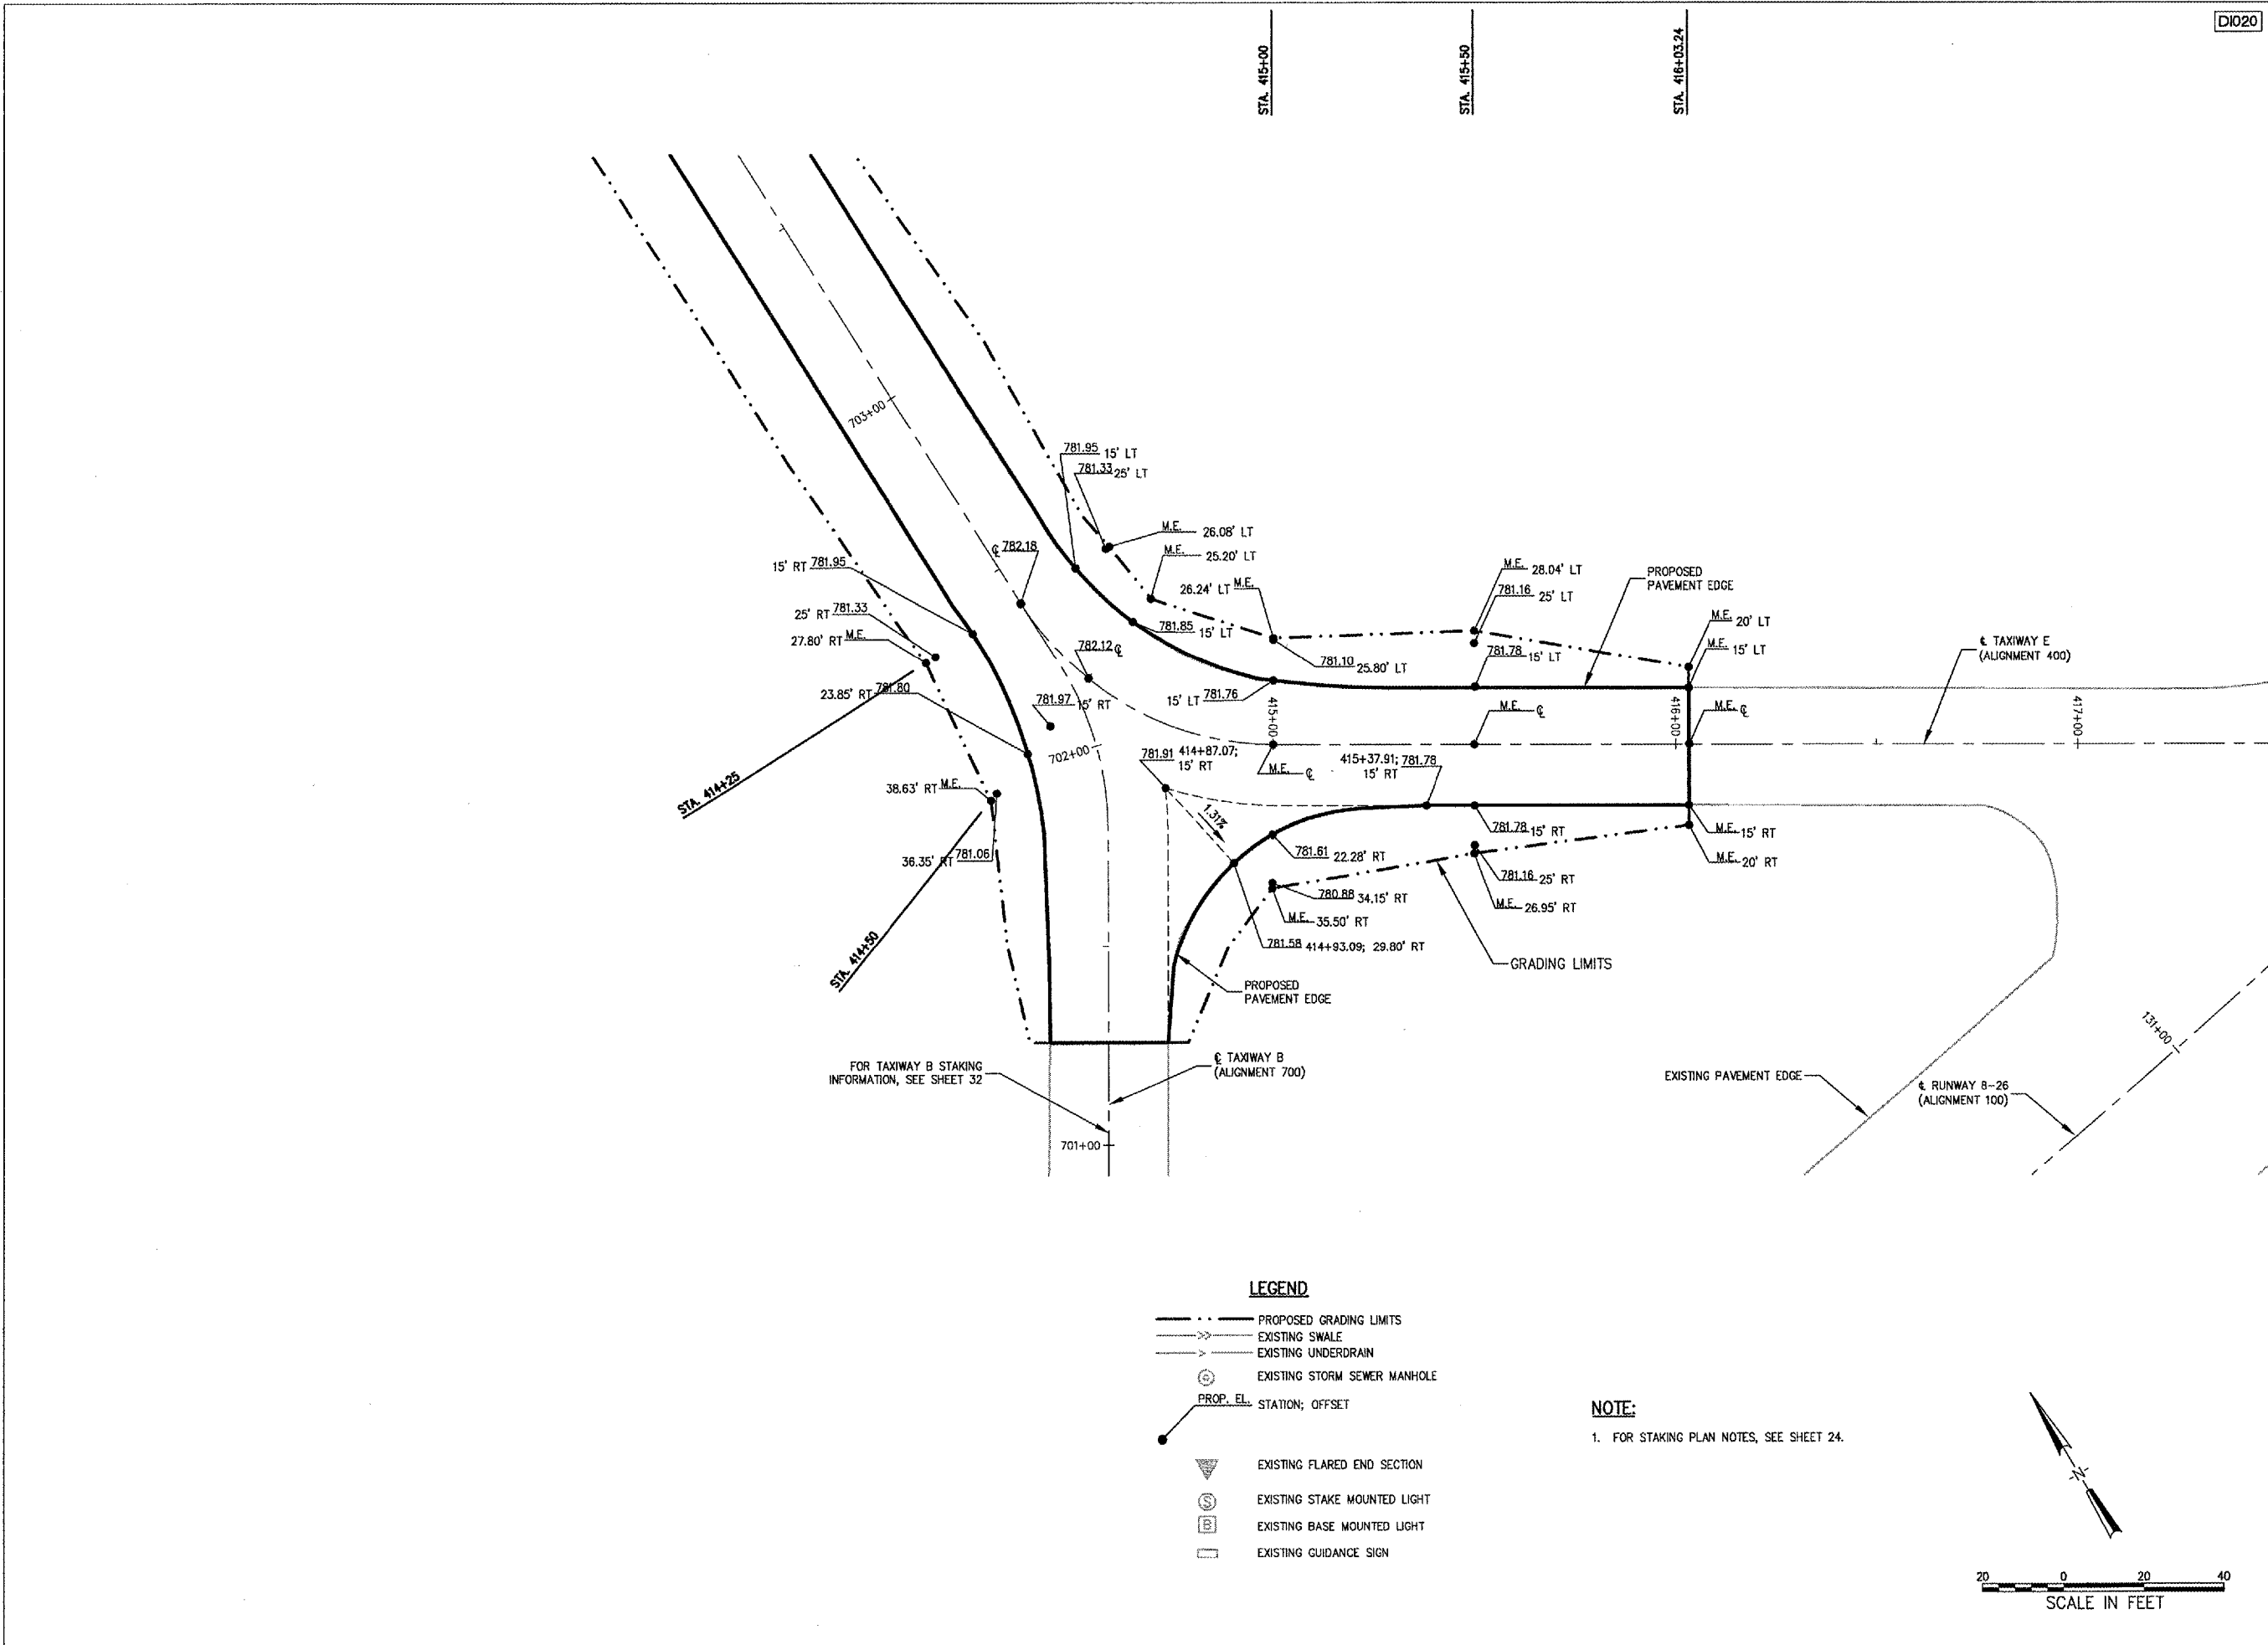 DI020
STA. 415+00
STA. 415+50
STA. 416+03.24
703+00
781.95 15' LT
781.33 25' LT
M.E. 26.08' LT
M.E. 25.20' LT
26.24' LT M.E.
℄ 782.18
15' RT 781.95
25' RT 781.33
27.80' RT M.E.
23.85' RT 781.80
781.85 15' LT
782.12 ℄
781.97 15' RT
781.10 25.80' LT
15' LT 781.76
M.E. 28.04' LT
781.16 25' LT
781.78 15' LT
PROPOSED
PAVEMENT EDGE
M.E. 20' LT
M.E. 15' LT
℄ TAXIWAY E
(ALIGNMENT 400)
415+00
416+00
417+00
M.E. ℄
M.E. ℄
M.E. ℄
702+00
781.91 414+87.07;
15' RT
415+37.91; 781.78
15' RT
STA. 414+25
38.63' RT M.E.
36.35' RT 781.06
STA. 414+50
1.31%
781.61 22.28' RT
780.88 34.15' RT
M.E. 35.50' RT
781.58 414+93.09; 29.80' RT
781.78 15' RT
781.16 25' RT
M.E. 26.95' RT
M.E. 15' RT
M.E. 20' RT
GRADING LIMITS
PROPOSED
PAVEMENT EDGE
FOR TAXIWAY B STAKING
INFORMATION, SEE SHEET 32
℄ TAXIWAY B
(ALIGNMENT 700)
701+00
EXISTING PAVEMENT EDGE
℄ RUNWAY 8-26
(ALIGNMENT 100)
131+00
LEGEND
PROPOSED GRADING LIMITS
EXISTING SWALE
EXISTING UNDERDRAIN
EXISTING STORM SEWER MANHOLE
PROP. EL. STATION; OFFSET
EXISTING FLARED END SECTION
S EXISTING STAKE MOUNTED LIGHT
B EXISTING BASE MOUNTED LIGHT
EXISTING GUIDANCE SIGN
NOTE:
1. FOR STAKING PLAN NOTES, SEE SHEET 24.
-N-
20 0 20 40
SCALE IN FEET